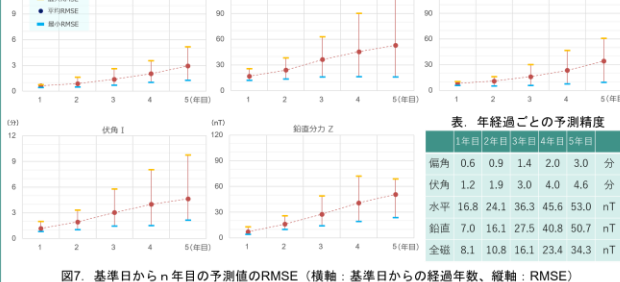 最大RMSE
平均RMSE
最小RMSE
9
6
3
0
1 2 3 4 5(年目)
90
60
30
0
1 2 3 4 5(年目)
90
60
30
0
1 2 3 4 5(年目)
(分)
伏角 I
12
9
6
3
0
1 2 3 4 5(年目)
(nT)
鉛直分力 Z
120
90
60
30
0
1 2 3 4 5(年目)
表. 年経過ごとの予測精度
1年目 2年目 3年目 4年目 5年目
偏角 0.6 0.9 1.4 2.0 3.0 分
伏角 1.2 1.9 3.0 4.0 4.6 分
水平 16.8 24.1 36.3 45.6 53.0 nT
鉛直 7.0 16.1 27.5 40.8 50.7 nT
全磁 8.1 10.8 16.1 23.4 34.3 nT
図7. 基準日からn年目の予測値のRMSE（横軸：基準日からの経過年数、縦軸：RMSE）